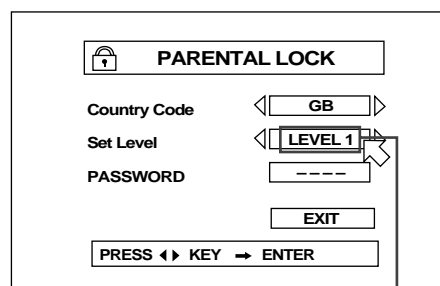 PARENTAL LOCK
Country Code GB
Set Level LEVEL 1
PASSWORD – – – –
EXIT
PRESS ◀ ▶ KEY ➞ ENTER